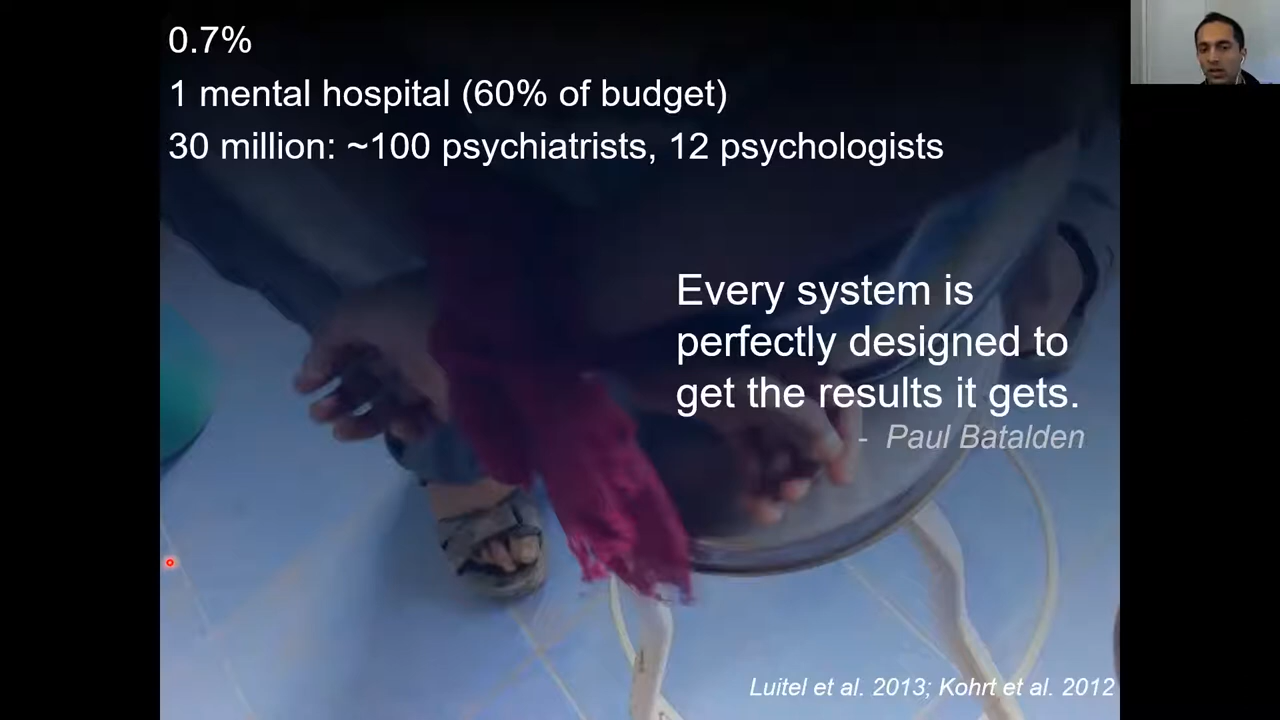 0.7%
1 mental hospital (60% of budget)
30 million: ~100 psychiatrists, 12 psychologists
Every system is
perfectly designed to
get the results it gets.
- Paul Batalden
Luitel et al. 2013; Kohrt et al. 2012